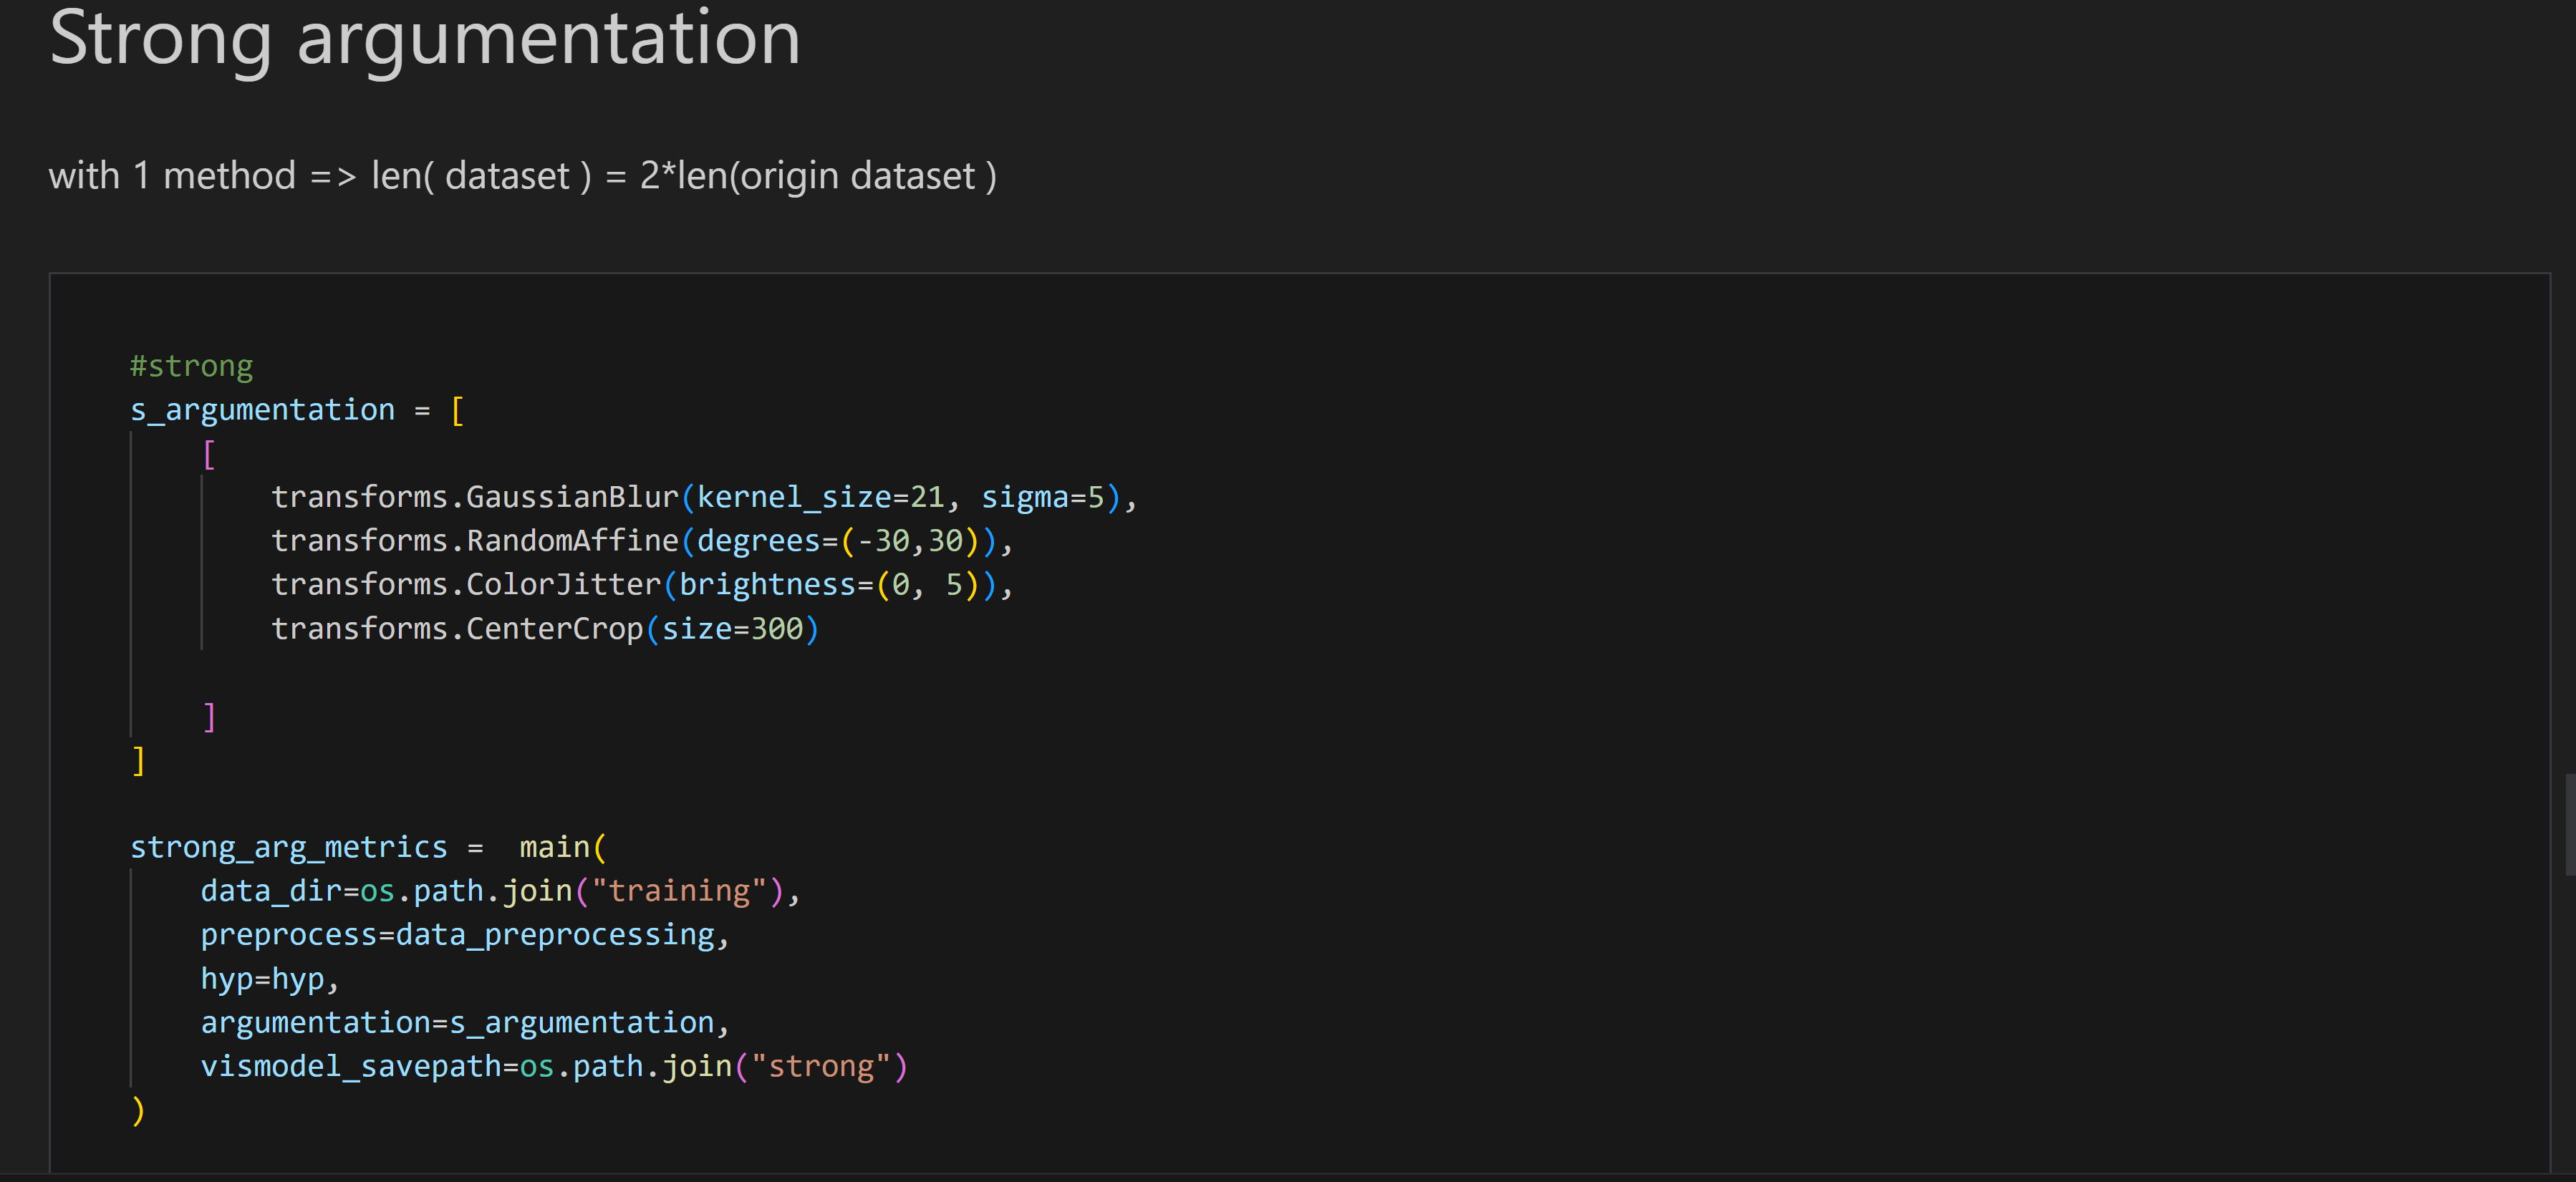 Strong argumentation
with 1 method => len( dataset ) = 2*len(origin dataset )
#strong
s_argumentation = [
[
transforms.GaussianBlur(kernel_size=21, sigma=5),
transforms.RandomAffine(degrees=(-30,30)),
transforms.ColorJitter(brightness=(0, 5)),
transforms.CenterCrop(size=300)
]
]
strong_arg_metrics =  main(
data_dir=os.path.join("training"),
preprocess=data_preprocessing,
hyp=hyp,
argumentation=s_argumentation,
vismodel_savepath=os.path.join("strong")
)